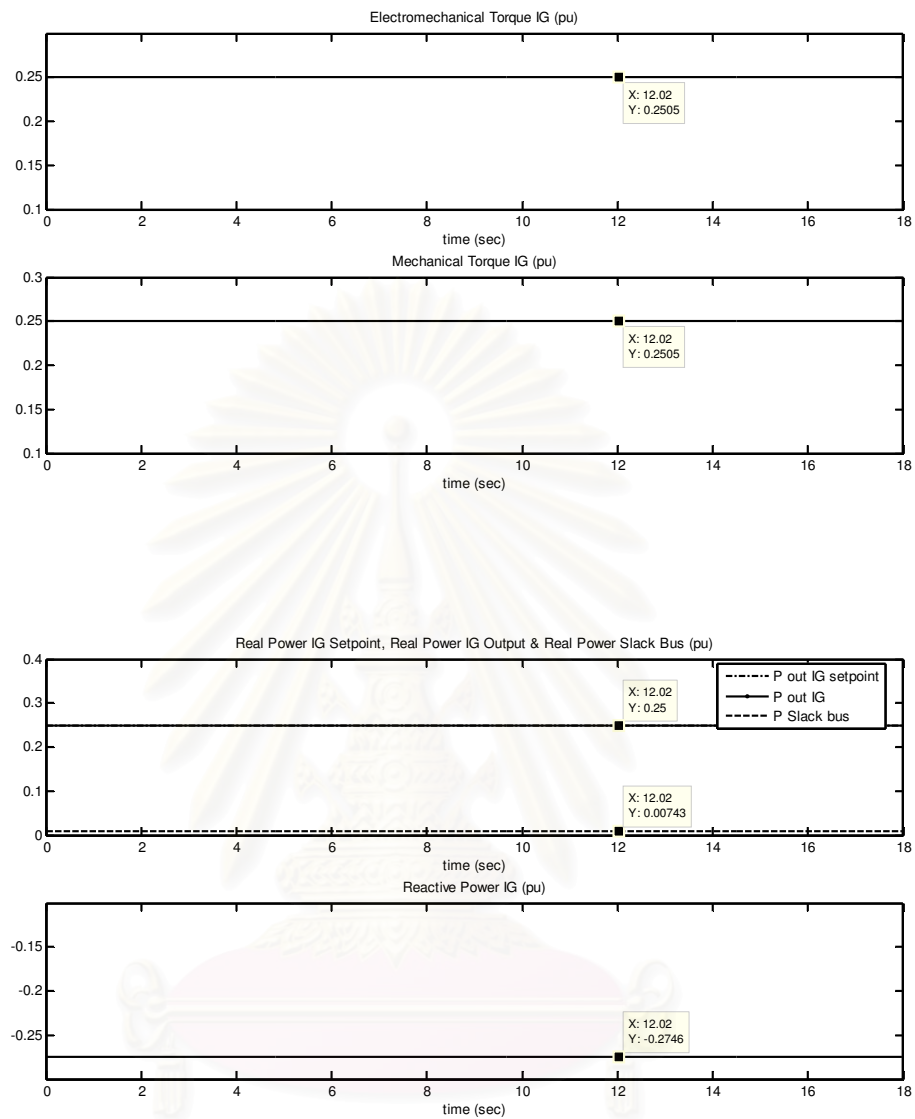 Electromechanical Torque IG (pu)
0.25
0.2
0.15
0.1
X: 12.02
Y: 0.2505
0 2 4 6 8 10 12 14 16 18
time (sec)
Mechanical Torque IG (pu)
0.3
0.25
0.2
0.15
0.1
X: 12.02
Y: 0.2505
0 2 4 6 8 10 12 14 16 18
time (sec)
Real Power IG Setpoint, Real Power IG Output & Real Power Slack Bus (pu)
0.4
0.3
0.2
0.1
0
X: 12.02
Y: 0.25
X: 12.02
Y: 0.00743
P out IG setpoint
P out IG
P Slack bus
0 2 4 6 8 10 12 14 16 18
time (sec)
Reactive Power IG (pu)
-0.15
-0.2
-0.25
X: 12.02
Y: -0.2746
0 2 4 6 8 10 12 14 16 18
time (sec)